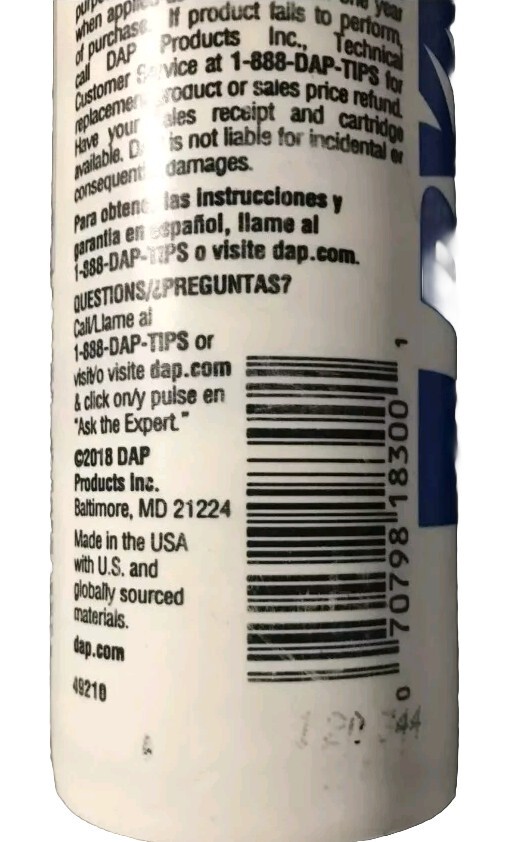 when applied
of purchase. If product fails to perform,
call DAP Products Inc., Technical
Customer Service at 1-888-DAP-TIPS for
replacement product or sales price refund.
Have your sales receipt and cartridge
available. is not liable for incidental or
damages.
Para las instrucciones y
garantía en español, llame al
1-888-DAP-TIPS o visite dap.com.
QUESTIONS/¿PREGUNTAS?
Call/Llame al
1-888-DAP-TIPS or
visit/o visite dap.com
& click on/y pulse en
"Ask the Expert."
©2018 DAP
Products Inc.
Baltimore, MD 21224
Made in the USA
with U.S. and
globally sourced
materials.
dap.com
49210
0 70798 18300 1